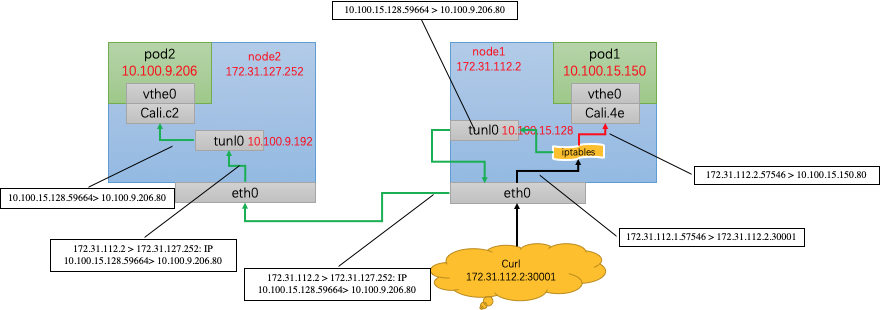 10.100.15.128.59664 > 10.100.9.206.80
pod2
10.100.9.206
vthe0
Cali.c2
node2
172.31.127.252
tunl0 10.100.9.192
eth0
node1
172.31.112.2
pod1
10.100.15.150
vthe0
Cali.4e
tunl0 10.100.15.128
iptables
eth0
172.31.112.2.57546 > 10.100.15.150.80
10.100.15.128.59664> 10.100.9.206.80
172.31.112.1.57546 > 172.31.112.2.30001
172.31.112.2 > 172.31.127.252: IP
10.100.15.128.59664> 10.100.9.206.80
172.31.112.2 > 172.31.127.252: IP
10.100.15.128.59664> 10.100.9.206.80
Curl
172.31.112.2:30001